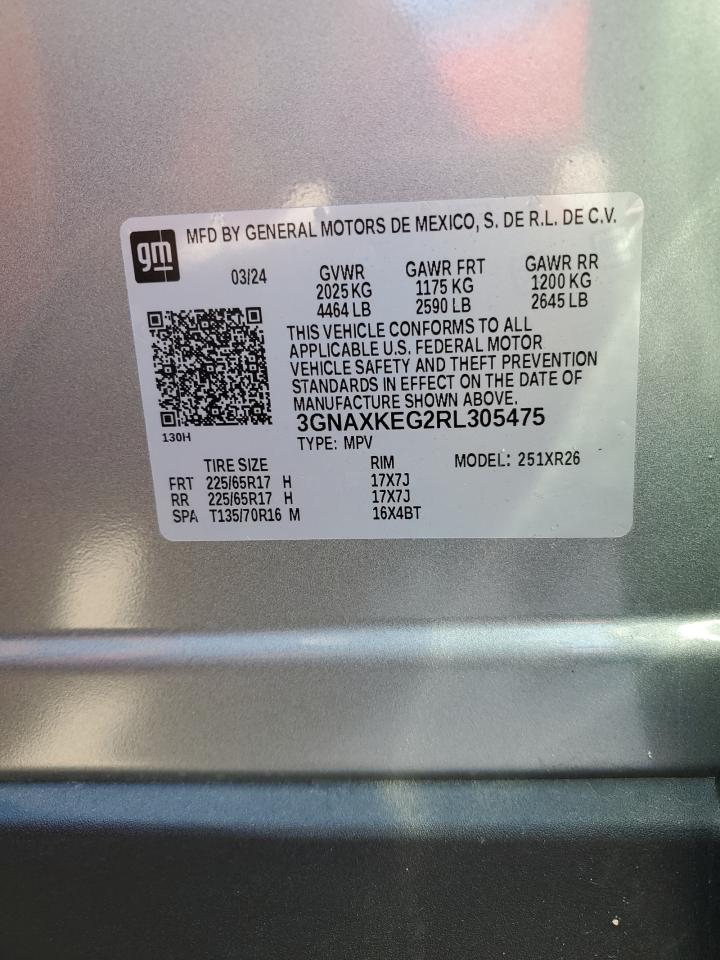 gm
MFD BY GENERAL MOTORS DE MEXICO, S. DE R.L. DE C.V.
03/24 GVWR GAWR FRT GAWR RR
2025 KG 1175 KG 1200 KG
4464 LB 2590 LB 2645 LB
THIS VEHICLE CONFORMS TO ALL
APPLICABLE U.S. FEDERAL MOTOR
VEHICLE SAFETY AND THEFT PREVENTION
STANDARDS IN EFFECT ON THE DATE OF
MANUFACTURE SHOWN ABOVE.
3GNAXKEG2RL305475
130H
TYPE: MPV
TIRE SIZE RIM MODEL: 251XR26
FRT 225/65R17 H 17X7J
RR 225/65R17 H 17X7J
SPA T135/70R16 M 16X4BT